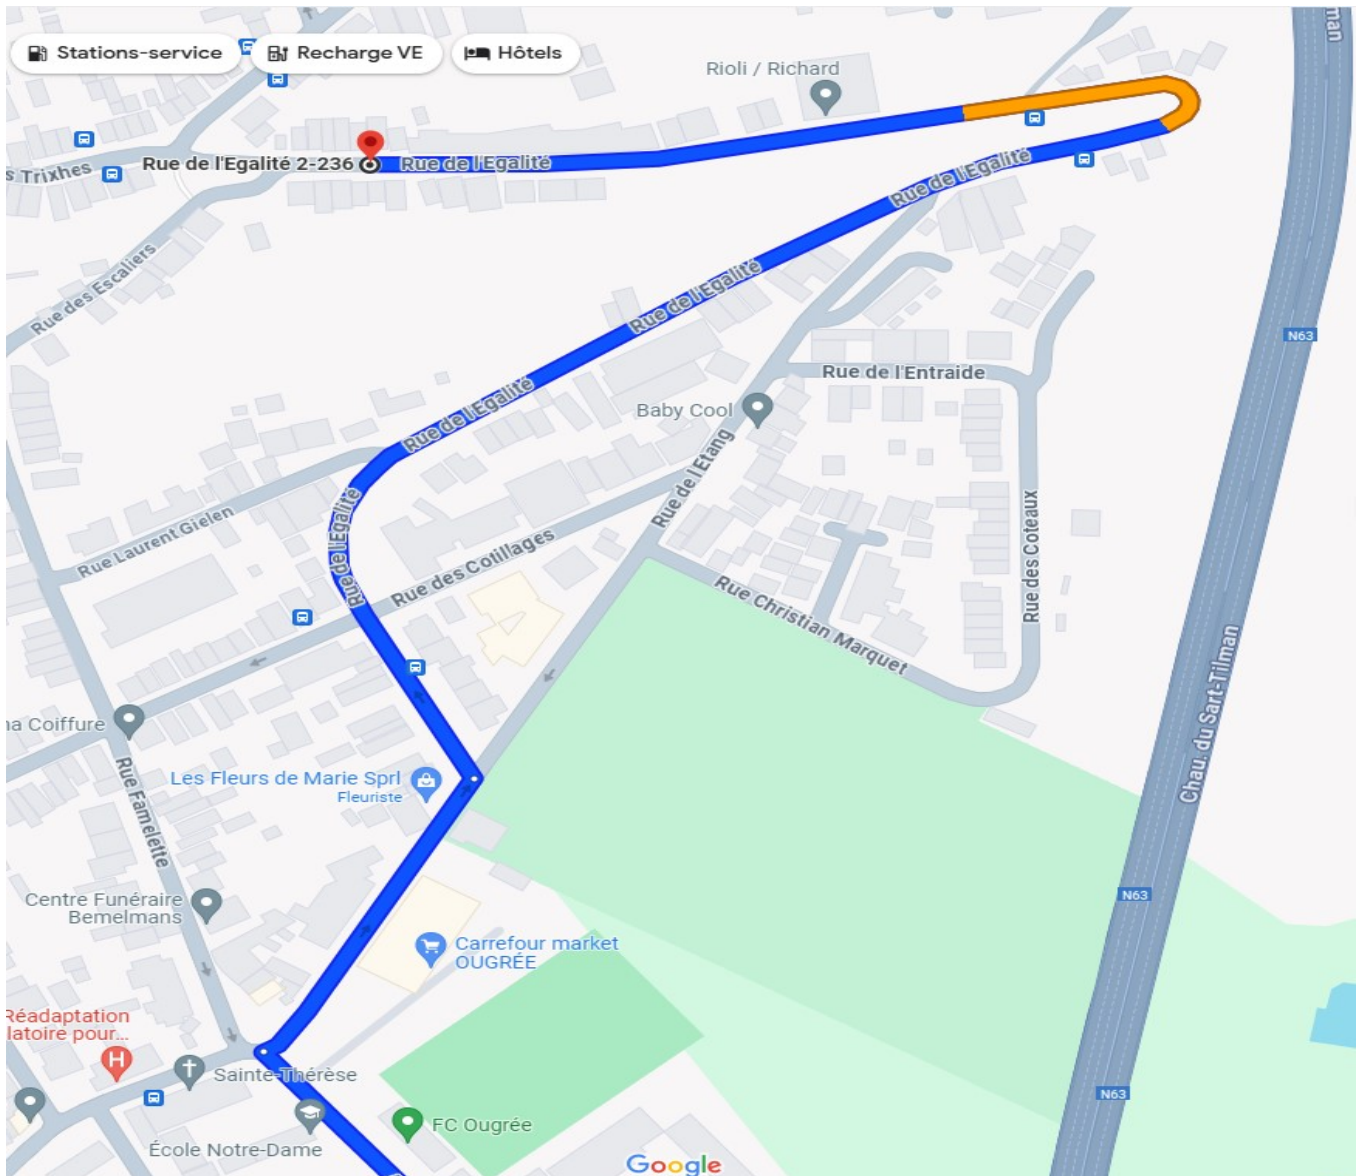 Stations-service
Recharge VE
Hôtels
Rioli / Richard
Rue de l'Egalité 2-236
Rue de l'Egalité
s Trixhes
Rue de l'Egalité
Rue des Escaliers
Rue de l'Egalité
N63
Rue de l'Entraide
Baby Cool
Rue de l'Egalité
Rue de l'Etang
Rue Laurent Gielen
Rue de l'Egalité
Rue des Cotillages
Rue des Coteaux
Rue Christian Marquet
Chau. du Sart-Tilman
lman
na Coiffure
Les Fleurs de Marie Sprl
Fleuriste
Rue Famelette
N63
Centre Funéraire
Bemelmans
Carrefour market
OUGRÉE
Réadaptation
latoire pour...
H
Sainte-Thérèse
N63
FC Ougrée
École Notre-Dame
Google